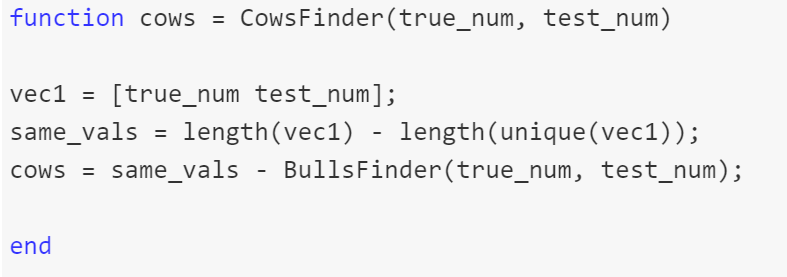 function cows = CowsFinder(true_num, test_num)
vec1 = [true_num test_num];
same_vals = length(vec1) - length(unique(vec1));
cows = same_vals - BullsFinder(true_num, test_num);
end